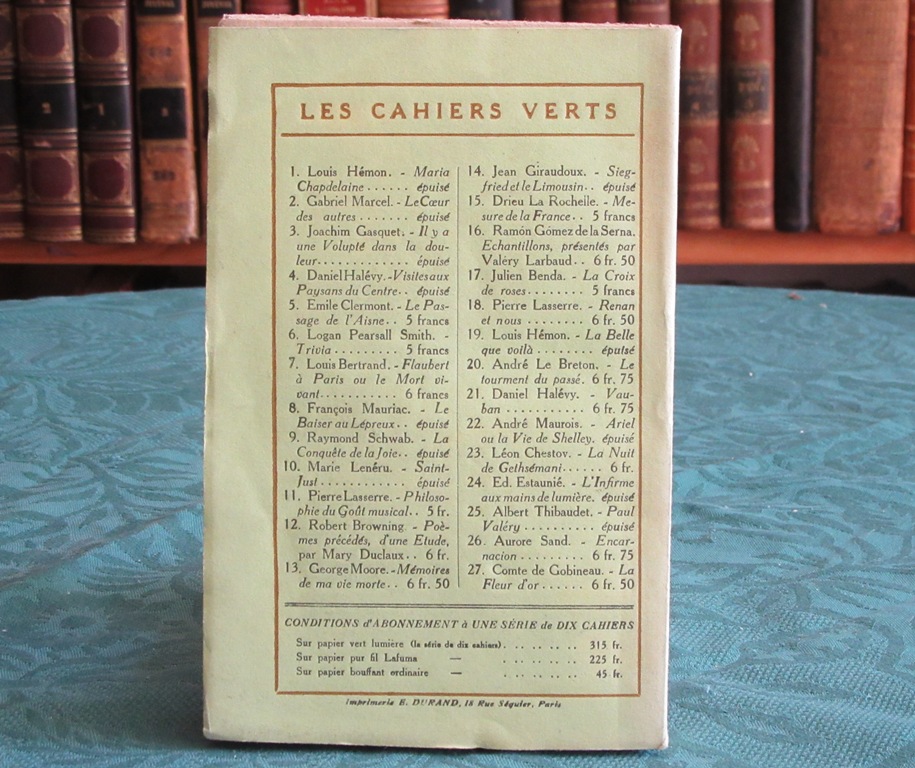 LES CAHIERS VERTS
1. Louis Hémon. - Maria
Chapdelaine ...... épuisé
2. Gabriel Marcel. - Le Cœur
des autres ........ épuisé
3. Joachim Gasquet. - Il y a
une Volupté dans la dou-
leur ............ épuisé
4. Daniel Halévy. - Visites aux
Paysans du Centre .. épuisé
5. Emile Clermont. - Le Pas-
sage de l'Aisne .. 5 francs
6. Logan Pearsall Smith. -
Trivia .......... 5 francs
7. Louis Bertrand. - Flaubert
à Paris ou le Mort vi-
vant ............ 6 francs
8. François Mauriac. - Le
Baiser au Lépreux .. épuisé
9. Raymond Schwab. - La
Conquête de la Joie .. épuisé
10. Marie Lenéru. - Saint-
Just ............ épuisé
11. Pierre Lasserre. - Philoso-
phie du Goût musical .. 5 fr.
12. Robert Browning - Poè-
mes précédés, d'une Etude,
par Mary Duclaux .. 6 fr.
13. George Moore. - Mémoires
de ma vie morte .. 6 fr. 50
14. Jean Giraudoux. - Sieg-
fried et le Limousin .. épuisé
15. Drieu La Rochelle. - Me-
sure de la France .. 5 francs
16. Ramón Gómez de la Serna.
Echantillons, présentés par
Valéry Larbaud .. 6 fr. 50
17. Julien Benda. - La Croix
de roses ........ 5 francs
18. Pierre Lasserre. - Renan
et nous ........ 6 fr. 50
19. Louis Hémon. - La Belle
que voilà ........ épuisé
20. André Le Breton. - Le
tourment du passé. 6 fr. 75
21. Daniel Halévy. - Vau-
ban .......... 6 fr. 75
22. André Maurois. - Ariel
ou la Vie de Shelley. épuisé
23. Léon Chestov. - La Nuit
de Gethsémani ...... 6 fr.
24. Ed. Estaunié. - L'Infirme
aux mains de lumière. épuisé
25. Albert Thibaudet. - Paul
Valéry .......... épuisé
26. Aurore Sand. - Encar-
nacion ........ 6 fr. 75
27. Comte de Gobineau. - La
Fleur d'or ...... 6 fr. 50
CONDITIONS d'ABONNEMENT à UNE SÉRIE de DIX CAHIERS
Sur papier vert lumière (la série de dix cahiers) . .. .. .. .. 315 fr.
Sur papier pur fil Lafuma — . .. .. .. .. 225 fr.
Sur papier bouffant ordinaire — . .. .. .. .. 45 fr.
Imprimerie E. DURAND, 18 Rue Séguier, Paris